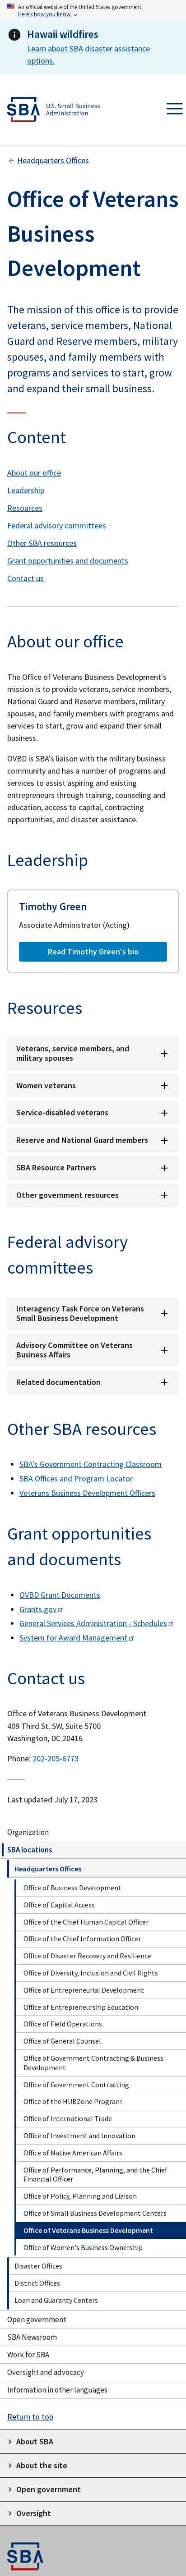 An official website of the United States government
Here's how you know
Hawaii wildfires
Learn about SBA disaster assistance
options.
SBA
U.S. Small Business
Administration
Headquarters Offices
Office of Veterans
Business
Development
The mission of this office is to provide
veterans, service members, National
Guard and Reserve members, military
spouses, and family members with
programs and services to start, grow
and expand their small business.
Content
About our office
Leadership
Resources
Federal advisory committees
Other SBA resources
Grant opportunities and documents
Contact us
About our office
The Office of Veterans Business Development's
mission is to provide veterans, service members,
National Guard and Reserve members, military
spouses, and family members with programs and
services to start, grow, and expand their small
business.
OVBD is SBA's liaison with the military business
community and has a number of programs and
services to assist aspiring and existing
entrepreneurs with training, counseling and
education, access to capital, contracting
opportunities, and disaster assistance.
Leadership
Timothy Green
Associate Administrator (Acting)
Read Timothy Green's bio
Resources
Veterans, service members, and
military spouses
Women veterans
Service-disabled veterans
Reserve and National Guard members
SBA Resource Partners
Other government resources
Federal advisory
committees
Interagency Task Force on Veterans
Small Business Development
Advisory Committee on Veterans
Business Affairs
Related documentation
Other SBA resources
SBA's Government Contracting Classroom
SBA Offices and Program Locator
Veterans Business Development Officers
Grant opportunities
and documents
OVBD Grant Documents
Grants.gov
General Services Administration - Schedules
System for Award Management
Contact us
Office of Veterans Business Development
409 Third St. SW, Suite 5700
Washington, DC 20416
Phone: 202-205-6773
Last updated July 17, 2023
Organization
SBA locations
Headquarters Offices
Office of Business Development
Office of Capital Access
Office of the Chief Human Capital Officer
Office of the Chief Information Officer
Office of Disaster Recovery and Resilience
Office of Diversity, Inclusion and Civil Rights
Office of Entrepreneurial Development
Office of Entrepreneurship Education
Office of Field Operations
Office of General Counsel
Office of Government Contracting & Business
Development
Office of Government Contracting
Office of the HUBZone Program
Office of International Trade
Office of Investment and Innovation
Office of Native American Affairs
Office of Performance, Planning, and the Chief
Financial Officer
Office of Policy, Planning and Liaison
Office of Small Business Development Centers
Office of Veterans Business Development
Office of Women's Business Ownership
Disaster Offices
District Offices
Loan and Guaranty Centers
Open government
SBA Newsroom
Work for SBA
Oversight and advocacy
Information in other languages
Return to top
About SBA
About the site
Open government
Oversight
SBA